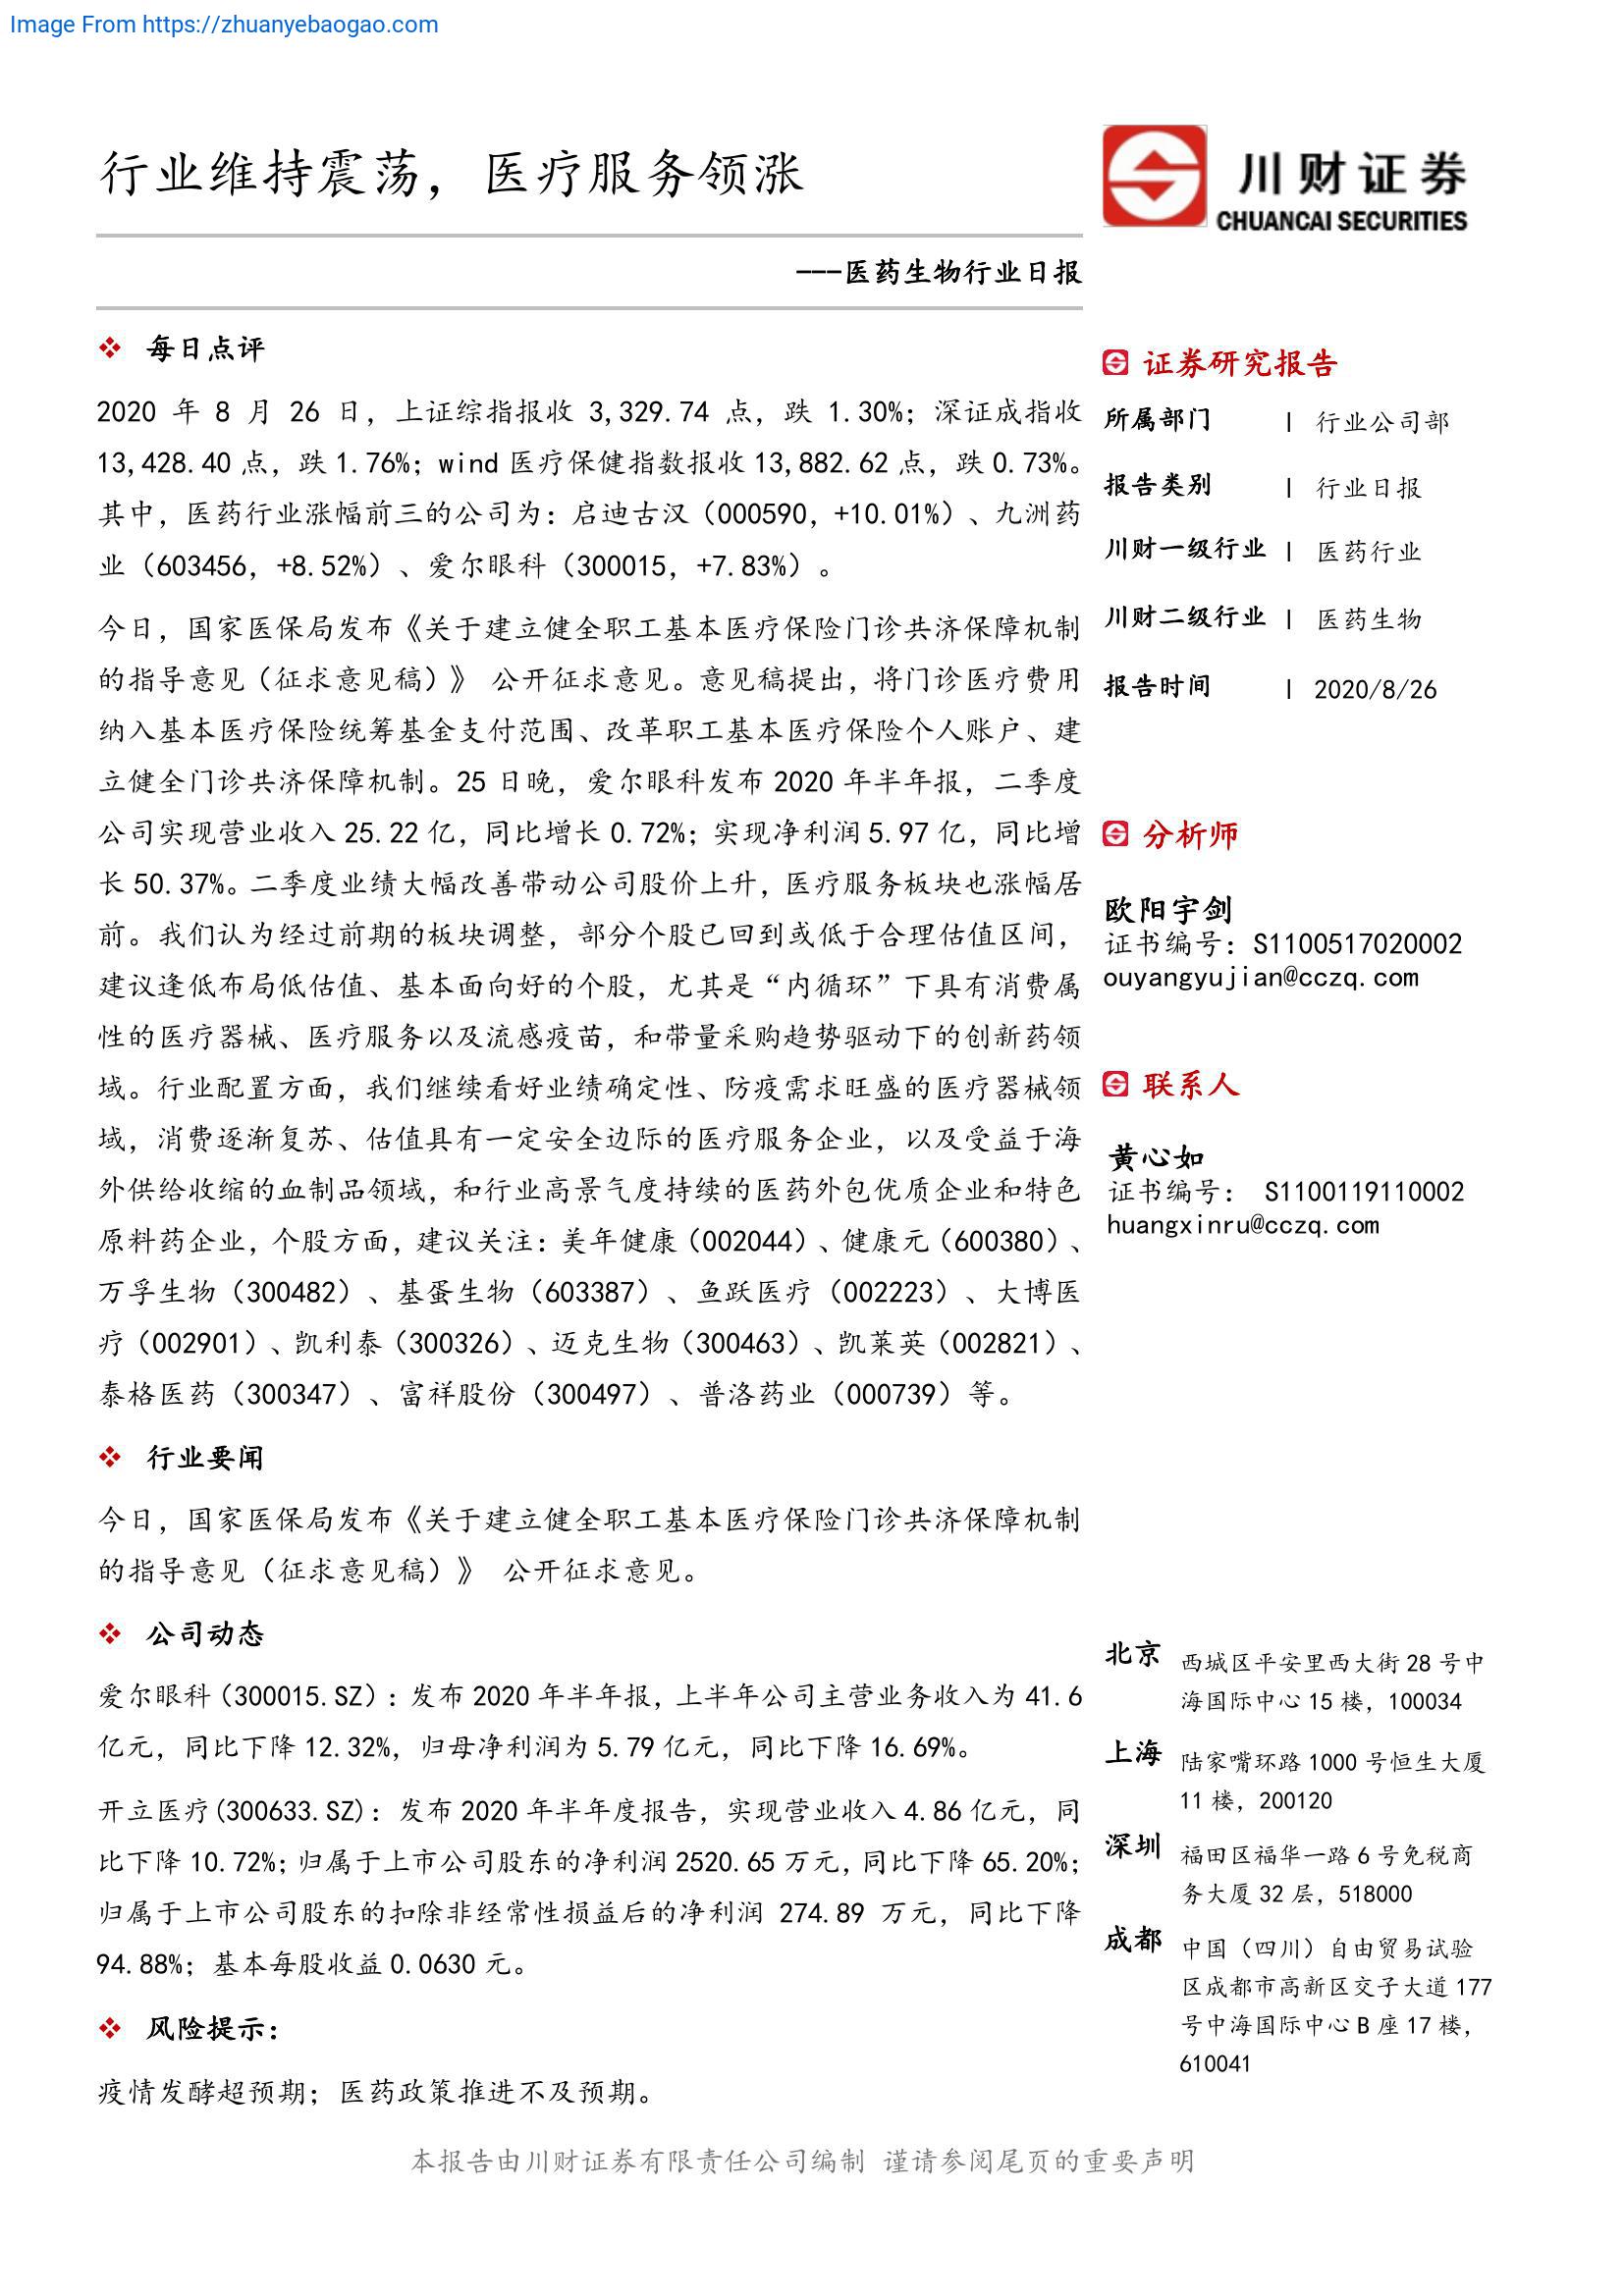 Image From https://zhuanyebaogao.com
行业维持震荡，医疗服务领涨
川财证券
CHUANCAI SECURITIES
---医药生物行业日报
每日点评
2020 年 8 月 26 日，上证综指报收 3,329.74 点，跌 1.30%；深证成指收
13,428.40 点，跌 1.76%；wind 医疗保健指数报收 13,882.62 点，跌 0.73%。
其中，医药行业涨幅前三的公司为：启迪古汉（000590，+10.01%）、九洲药
业（603456，+8.52%）、爱尔眼科（300015，+7.83%）。
今日，国家医保局发布《关于建立健全职工基本医疗保险门诊共济保障机制
的指导意见（征求意见稿）》 公开征求意见。意见稿提出，将门诊医疗费用
纳入基本医疗保险统筹基金支付范围、改革职工基本医疗保险个人账户、建
立健全门诊共济保障机制。25 日晚，爱尔眼科发布 2020 年半年报，二季度
公司实现营业收入 25.22 亿，同比增长 0.72%；实现净利润 5.97 亿，同比增
长 50.37%。二季度业绩大幅改善带动公司股价上升，医疗服务板块也涨幅居
前。我们认为经过前期的板块调整，部分个股已回到或低于合理估值区间，
建议逢低布局低估值、基本面向好的个股，尤其是“内循环”下具有消费属
性的医疗器械、医疗服务以及流感疫苗，和带量采购趋势驱动下的创新药领
域。行业配置方面，我们继续看好业绩确定性、防疫需求旺盛的医疗器械领
域，消费逐渐复苏、估值具有一定安全边际的医疗服务企业，以及受益于海
外供给收缩的血制品领域，和行业高景气度持续的医药外包优质企业和特色
原料药企业，个股方面，建议关注：美年健康（002044）、健康元（600380）、
万孚生物（300482）、基蛋生物（603387）、鱼跃医疗（002223）、大博医
疗（002901）、凯利泰（300326）、迈克生物（300463）、凯莱英（002821）、
泰格医药（300347）、富祥股份（300497）、普洛药业（000739）等。
行业要闻
今日，国家医保局发布《关于建立健全职工基本医疗保险门诊共济保障机制
的指导意见（征求意见稿）》 公开征求意见。
公司动态
爱尔眼科（300015.SZ）：发布 2020 年半年报，上半年公司主营业务收入为 41.6
亿元，同比下降 12.32%，归母净利润为 5.79 亿元，同比下降 16.69%。
开立医疗(300633.SZ)：发布 2020 年半年度报告，实现营业收入 4.86 亿元，同
比下降 10.72%；归属于上市公司股东的净利润 2520.65 万元，同比下降 65.20%；
归属于上市公司股东的扣除非经常性损益后的净利润 274.89 万元，同比下降
94.88%；基本每股收益 0.0630 元。
风险提示：
疫情发酵超预期；医药政策推进不及预期。
证券研究报告
所属部门 | 行业公司部
报告类别 | 行业日报
川财一级行业 | 医药行业
川财二级行业 | 医药生物
报告时间 | 2020/8/26
分析师
欧阳宇剑
证书编号：S1100517020002
ouyangyujian@cczq.com
联系人
黄心如
证书编号： S1100119110002
huangxinru@cczq.com
北京 西城区平安里西大街 28 号中
海国际中心 15 楼，100034
上海 陆家嘴环路 1000 号恒生大厦
11 楼，200120
深圳 福田区福华一路 6 号免税商
务大厦 32 层，518000
成都 中国（四川）自由贸易试验
区成都市高新区交子大道 177
号中海国际中心 B 座 17 楼，
610041
本报告由川财证券有限责任公司编制 谨请参阅尾页的重要声明